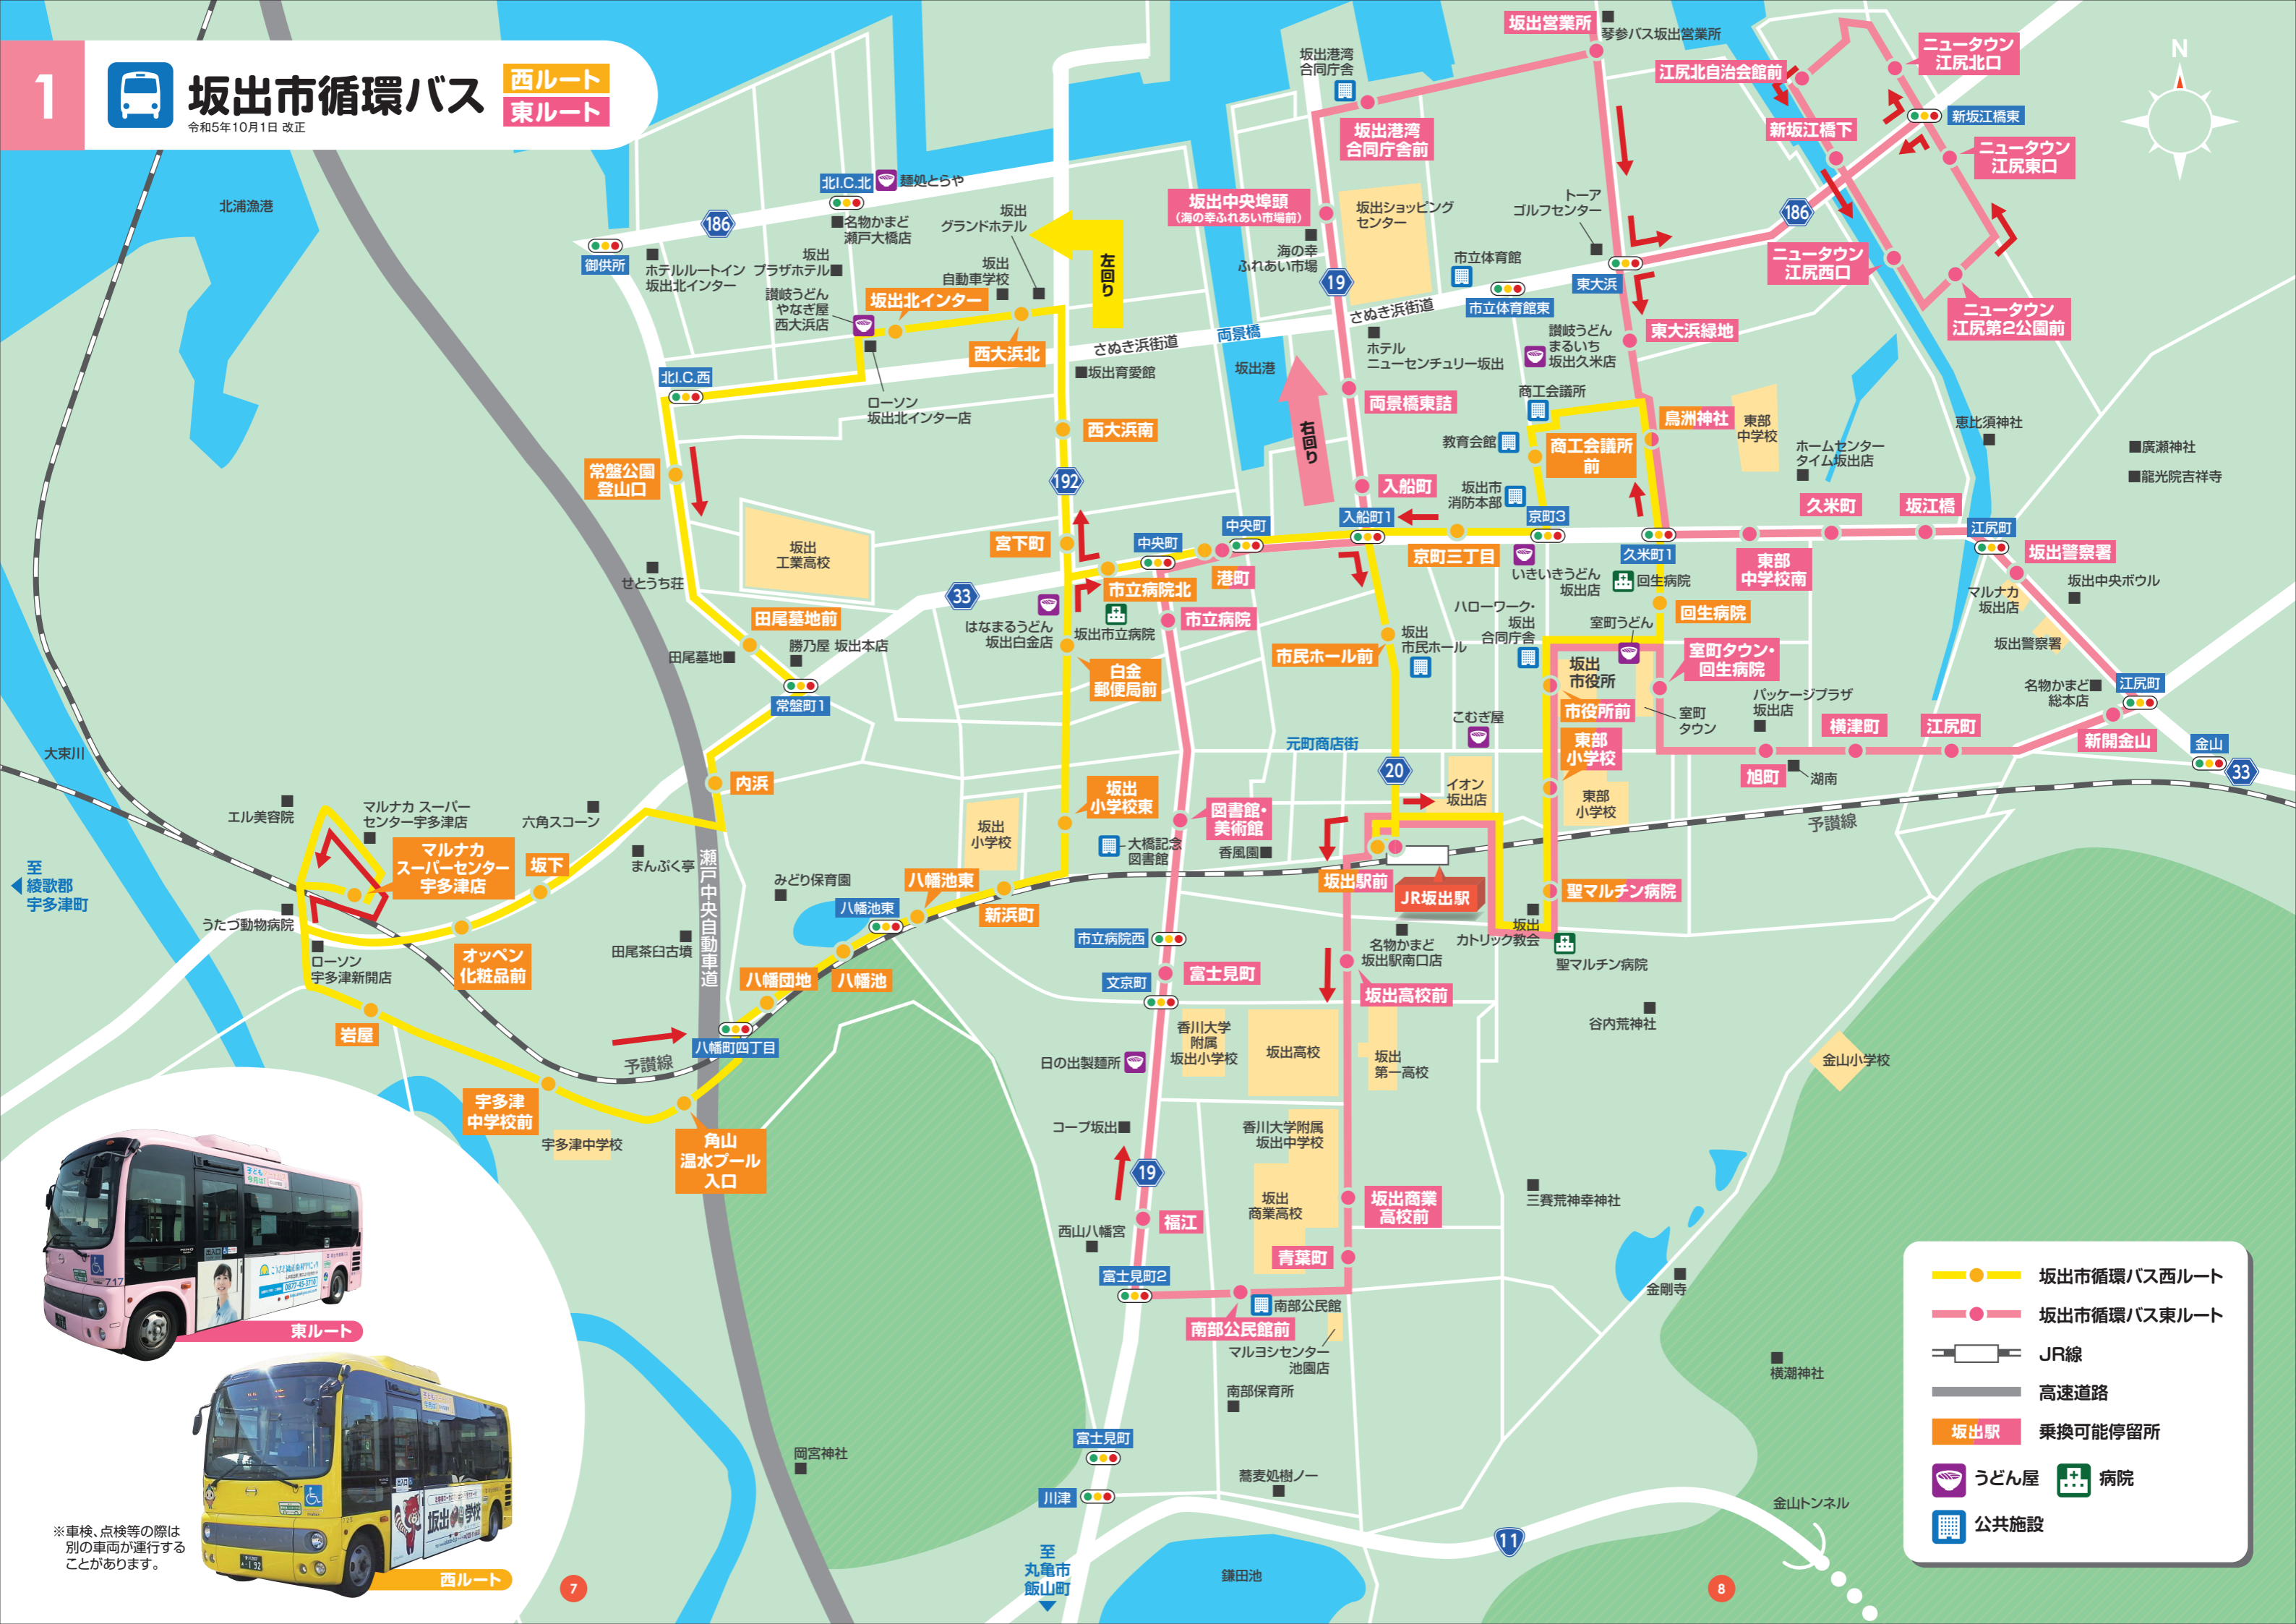 1
坂出市循環バス
令和5年10月1日 改正
西ルート
東ルート
N
坂出営業所
琴参バス坂出営業所
坂出港湾
合同庁舎
坂出港湾
合同庁舎前
江尻北自治会館前
ニュータウン
江尻北口
新坂江橋東
新坂江橋下
ニュータウン
江尻東口
186
ニュータウン
江尻西口
ニュータウン
江尻第2公園前
北浦漁港
北I.C.北
麺処とらや
186
名物かまど
瀬戸大橋店
坂出
グランドホテル
御供所
ホテルルートイン
坂出北インター
坂出
プラザホテル
坂出
自動車学校
左回り
讃岐うどん
やなぎ屋
西大浜店
坂出北インター
西大浜北
坂出中央埠頭
(海の幸ふれあい市場前)
坂出ショッピング
センター
海の幸
ふれあい市場
19
トーア
ゴルフセンター
市立体育館
市立体育館東
東大浜
さぬき浜街道
両景橋
さぬき浜街道
坂出港
ホテル
ニューセンチュリー坂出
讃岐うどん
まるいち
坂出久米店
東大浜緑地
北I.C.西
ローソン
坂出北インター店
坂出育愛館
西大浜南
両景橋東詰
右回り
商工会議所
教育会館
商工会議所
前
鳥洲神社
東部
中学校
ホームセンター
タイム坂出店
恵比須神社
廣瀬神社
龍光院吉祥寺
常盤公園
登山口
192
入船町
坂出市
消防本部
久米町
坂江橋
江尻町
坂出
工業高校
宮下町
中央町
中央町
入船町1
京町3
京町三丁目
久米町1
東部
中学校南
坂出警察署
坂出中央ボウル
マルナカ
坂出店
坂出警察署
せとうち荘
33
市立病院北
港町
いきいきうどん
坂出店
回生病院
はなまるうどん
坂出白金店
坂出市立病院
市立病院
ハローワーク・
坂出
合同庁舎
回生病院
田尾墓地前
田尾墓地
勝乃屋 坂出本店
常盤町1
白金
郵便局前
市民ホール前
坂出
市民ホール
室町うどん
坂出
市役所
室町タウン・
回生病院
市役所前
室町
タウン
パッケージプラザ
坂出店
名物かまど
総本店
江尻町
こむぎ屋
東部
小学校
横津町
江尻町
新開金山
旭町
湖南
金山
33
大束川
内浜
元町商店街
20
イオン
坂出店
東部
小学校
予讃線
エル美容院
マルナカ スーパー
センター宇多津店
六角スコーン
マルナカ
スーパーセンター
宇多津店
坂下
まんぷく亭
瀬戸中央自動車道
坂出
小学校東
坂出
小学校
大橋記念
図書館
図書館・
美術館
香風園
坂出駅前
JR坂出駅
聖マルチン病院
至
綾歌郡
宇多津町
うたづ動物病院
ローソン
宇多津新開店
オッペン
化粧品前
みどり保育園
八幡池東
八幡池東
新浜町
田尾茶臼古墳
八幡団地
八幡池
市立病院西
文京町
富士見町
名物かまど
坂出駅南口店
坂出
カトリック教会
聖マルチン病院
坂出高校前
岩屋
八幡町四丁目
予讃線
香川大学
附属
坂出小学校
坂出高校
坂出
第一高校
谷内荒神社
日の出製麺所
金山小学校
宇多津
中学校前
宇多津中学校
角山
温水プール
入口
コープ坂出
香川大学附属
坂出中学校
19
坂出
商業高校
坂出商業
高校前
三賽荒神幸神社
西山八幡宮
福江
青葉町
富士見町2
南部公民館
南部公民館前
金剛寺
マルヨシセンター
池園店
南部保育所
横潮神社
岡宮神社
富士見町
川津
蕎麦処樹ノー
金山トンネル
11
至
丸亀市
飯山町
鎌田池
717
東ルート
坂出 学校
・192
西ルート
※車検、点検等の際は
別の車両が運行する
ことがあります。
坂出市循環バス西ルート
坂出市循環バス東ルート
JR線
高速道路
坂出駅
乗換可能停留所
うどん屋
病院
公共施設
7
8